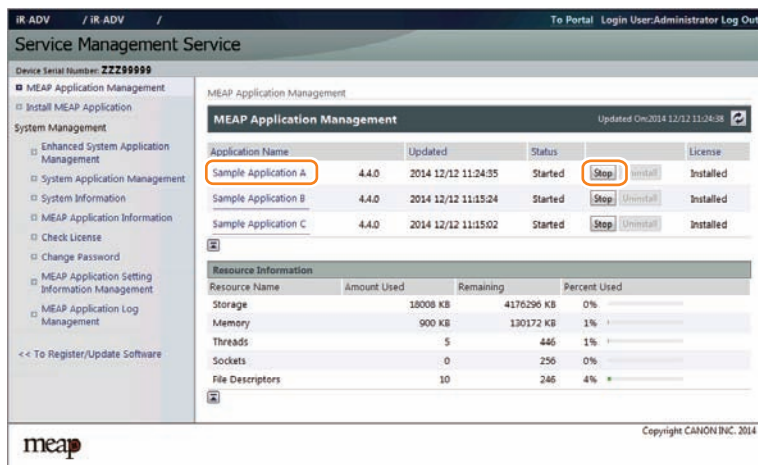 iR-ADV / iR-ADV / To Portal Login User:Administrator Log Out
Service Management Service
Device Serial Number: ZZZ99999
MEAP Application Management
Install MEAP Application
System Management
Enhanced System Application
Management
System Application Management
System Information
MEAP Application Information
Check License
Change Password
MEAP Application Setting
Information Management
MEAP Application Log
Management
<< To Register/Update Software
MEAP Application Management
MEAP Application Management Updated On:2014 12/12 11:24:38
Application Name Updated Status License
Sample Application A 4.4.0 2014 12/12 11:24:35 Started Stop Uninstall Installed
Sample Application B 4.4.0 2014 12/12 11:15:24 Started Stop Uninstall Installed
Sample Application C 4.4.0 2014 12/12 11:15:02 Started Stop Uninstall Installed
Resource Information
Resource Name Amount Used Remaining Percent Used
Storage 18008 KB 4176296 KB 0%
Memory 900 KB 130172 KB 1%
Threads 5 446 1%
Sockets 0 256 0%
File Descriptors 10 246 4%
Copyright CANON INC. 2014
meap